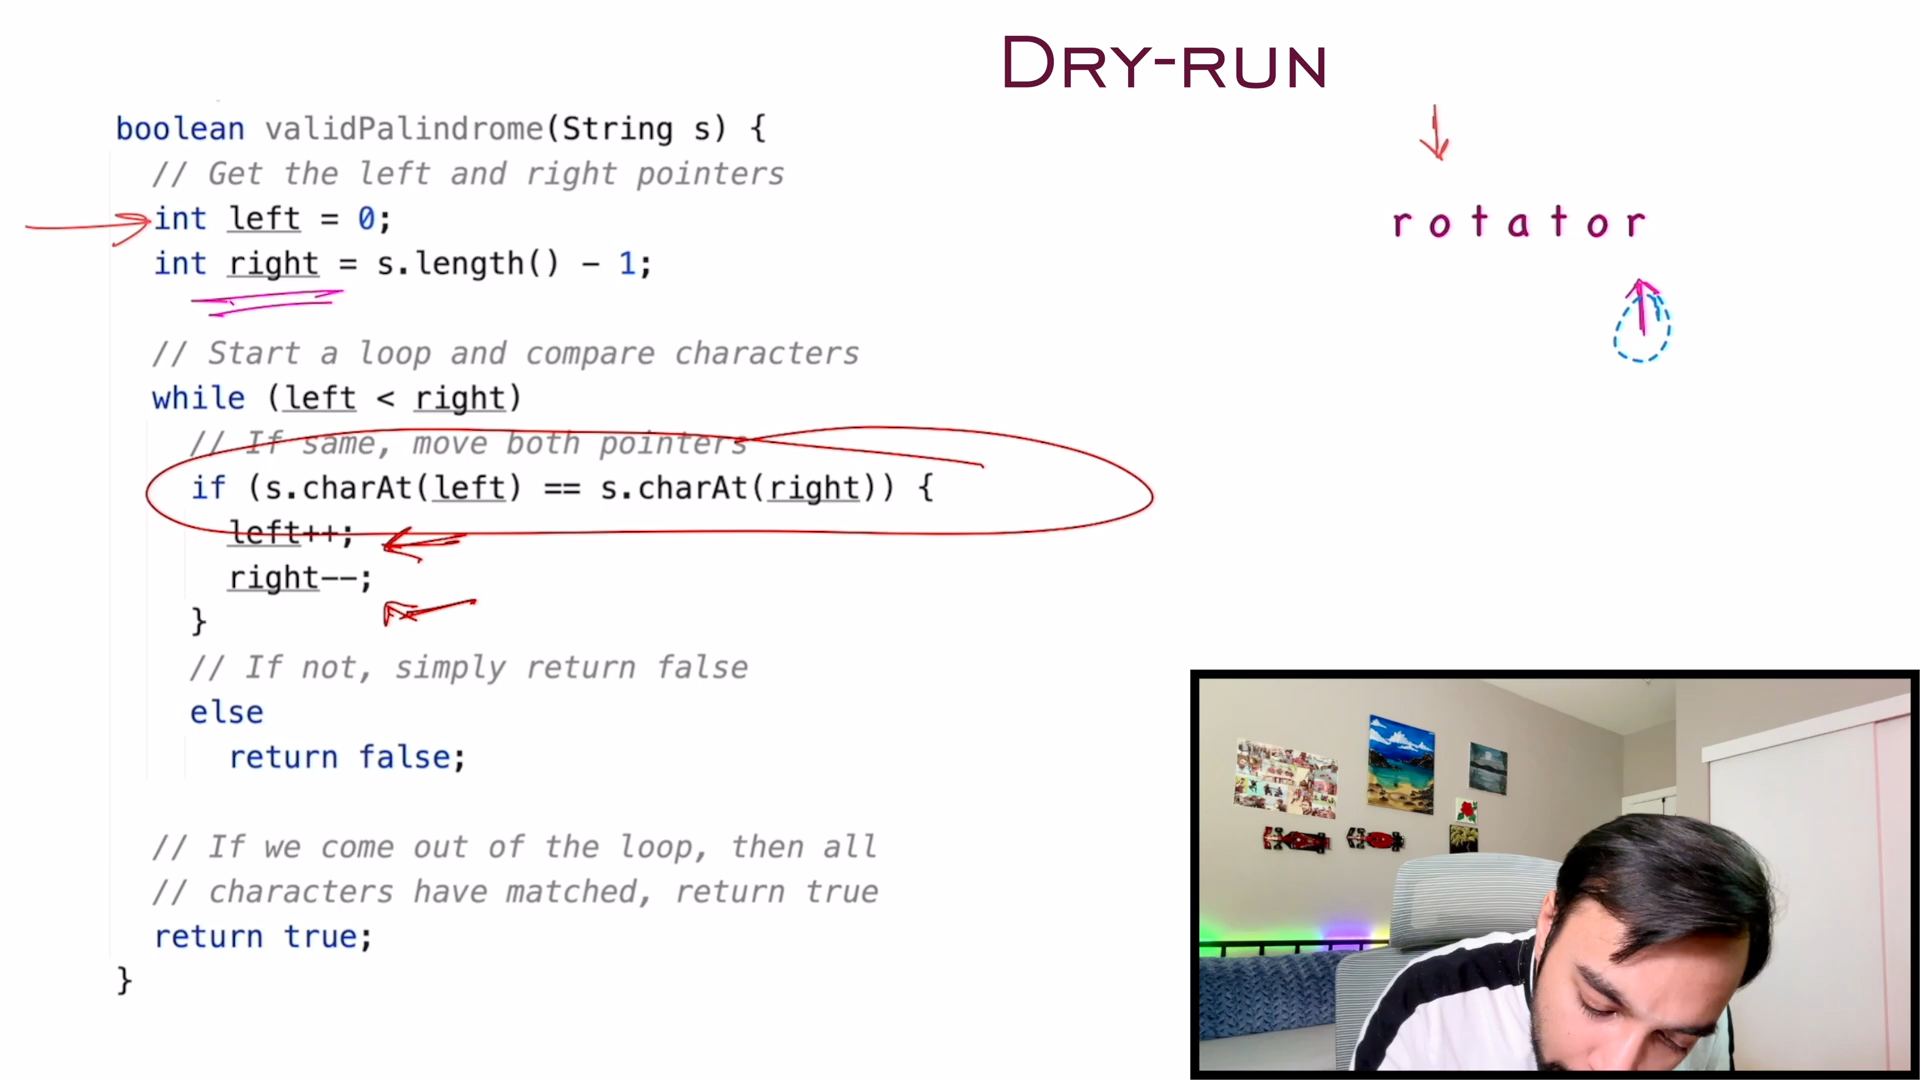 DRY-RUN
boolean validPalindrome(String s) {
// Get the left and right pointers
int left = 0;
int right = s.length() - 1;
// Start a loop and compare characters
while (left < right)
// If same, move both pointers
if (s.charAt(left) == s.charAt(right)) {
left++;
right--;
}
// If not, simply return false
else
return false;
// If we come out of the loop, then all
// characters have matched, return true
return true;
}
r o t a t o r